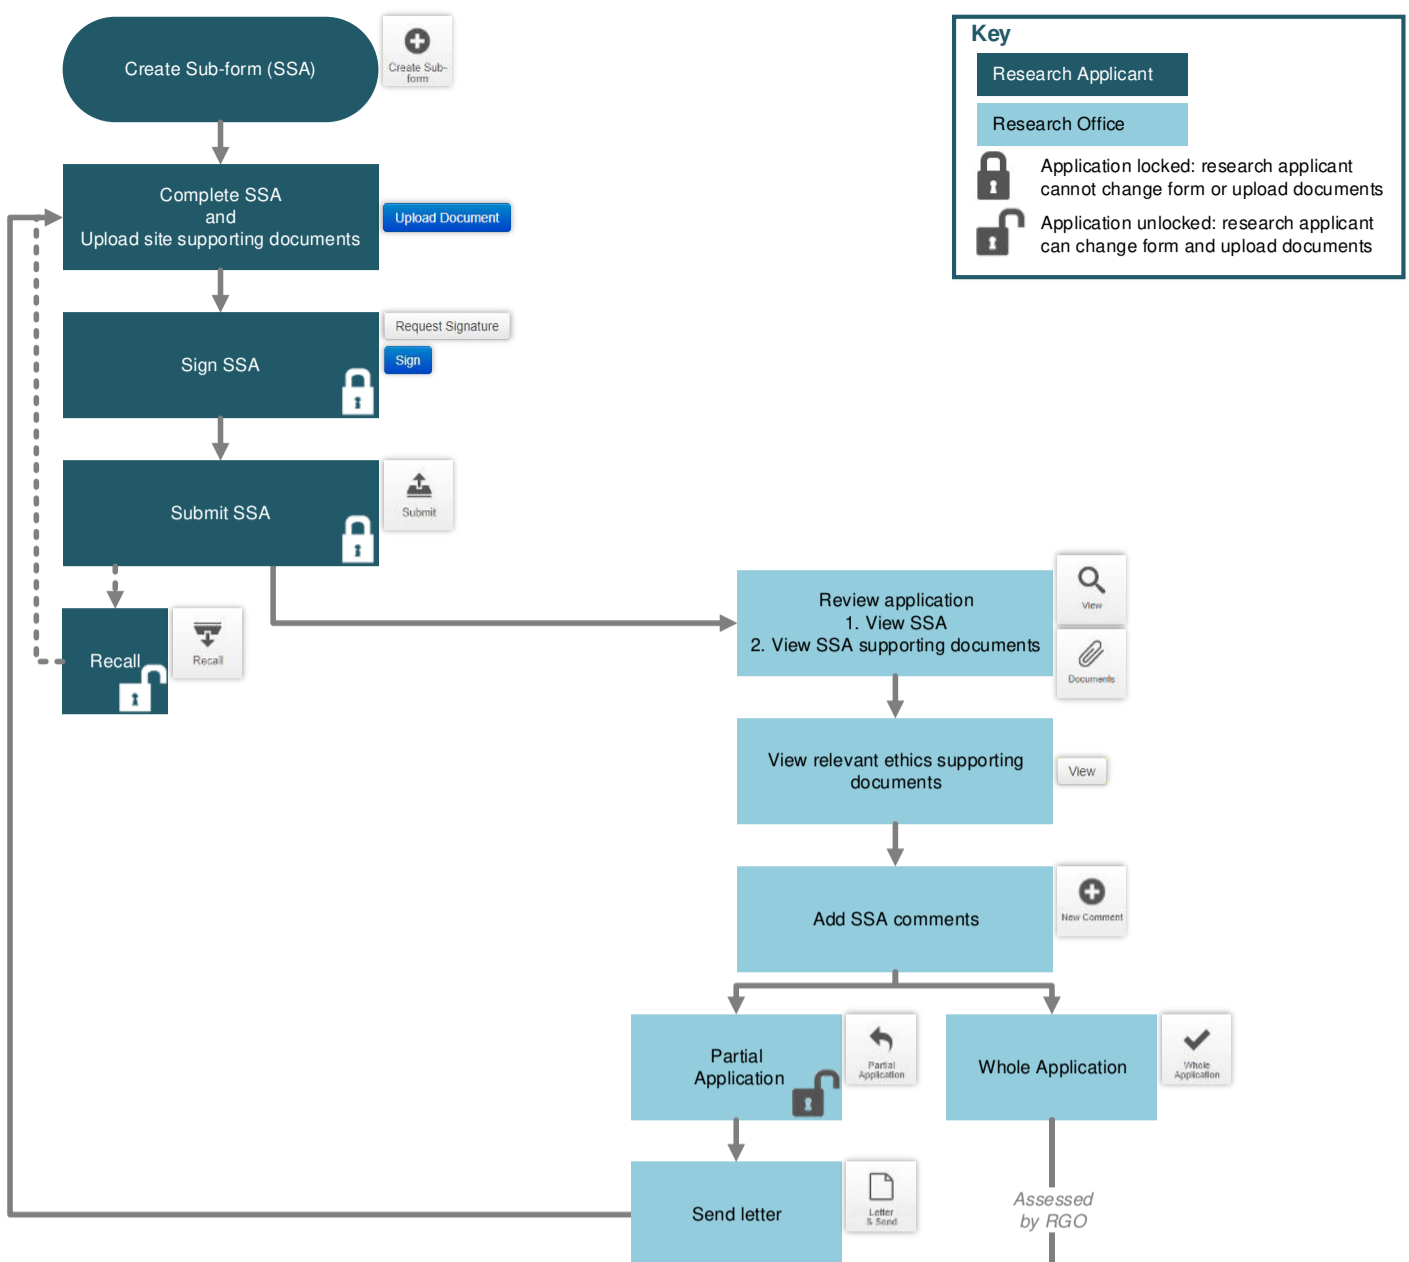 Create Sub-form (SSA)
Create Sub-
form
Key
Research Applicant
Research Office
Application locked: research applicant
cannot change form or upload documents
Application unlocked: research applicant
can change form and upload documents
Complete SSA
and
Upload site supporting documents
Upload Document
Sign SSA
Request Signature
Sign
Submit SSA
Submit
Recall
Recall
Review application
1. View SSA
2. View SSA supporting documents
View
Documents
View relevant ethics supporting
documents
View
Add SSA comments
New Comment
Partial
Application
Partial
Application
Whole Application
Whole
Application
Send letter
Letter
& Send
Assessed
by RGO